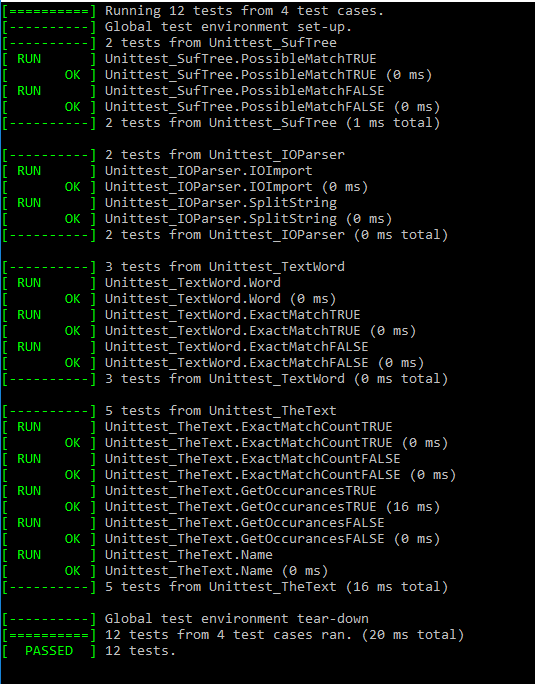 [==========] Running 12 tests from 4 test cases.
[----------] Global test environment set-up.
[----------] 2 tests from Unittest_SufTree
[ RUN      ] Unittest_SufTree.PossibleMatchTRUE
[       OK ] Unittest_SufTree.PossibleMatchTRUE (0 ms)
[ RUN      ] Unittest_SufTree.PossibleMatchFALSE
[       OK ] Unittest_SufTree.PossibleMatchFALSE (0 ms)
[----------] 2 tests from Unittest_SufTree (1 ms total)

[----------] 2 tests from Unittest_IOParser
[ RUN      ] Unittest_IOParser.IOImport
[       OK ] Unittest_IOParser.IOImport (0 ms)
[ RUN      ] Unittest_IOParser.SplitString
[       OK ] Unittest_IOParser.SplitString (0 ms)
[----------] 2 tests from Unittest_IOParser (0 ms total)

[----------] 3 tests from Unittest_TextWord
[ RUN      ] Unittest_TextWord.Word
[       OK ] Unittest_TextWord.Word (0 ms)
[ RUN      ] Unittest_TextWord.ExactMatchTRUE
[       OK ] Unittest_TextWord.ExactMatchTRUE (0 ms)
[ RUN      ] Unittest_TextWord.ExactMatchFALSE
[       OK ] Unittest_TextWord.ExactMatchFALSE (0 ms)
[----------] 3 tests from Unittest_TextWord (0 ms total)

[----------] 5 tests from Unittest_TheText
[ RUN      ] Unittest_TheText.ExactMatchCountTRUE
[       OK ] Unittest_TheText.ExactMatchCountTRUE (0 ms)
[ RUN      ] Unittest_TheText.ExactMatchCountFALSE
[       OK ] Unittest_TheText.ExactMatchCountFALSE (0 ms)
[ RUN      ] Unittest_TheText.GetOccurancesTRUE
[       OK ] Unittest_TheText.GetOccurancesTRUE (16 ms)
[ RUN      ] Unittest_TheText.GetOccurancesFALSE
[       OK ] Unittest_TheText.GetOccurancesFALSE (0 ms)
[ RUN      ] Unittest_TheText.Name
[       OK ] Unittest_TheText.Name (0 ms)
[----------] 5 tests from Unittest_TheText (16 ms total)

[----------] Global test environment tear-down
[==========] 12 tests from 4 test cases ran. (20 ms total)
[  PASSED  ] 12 tests.